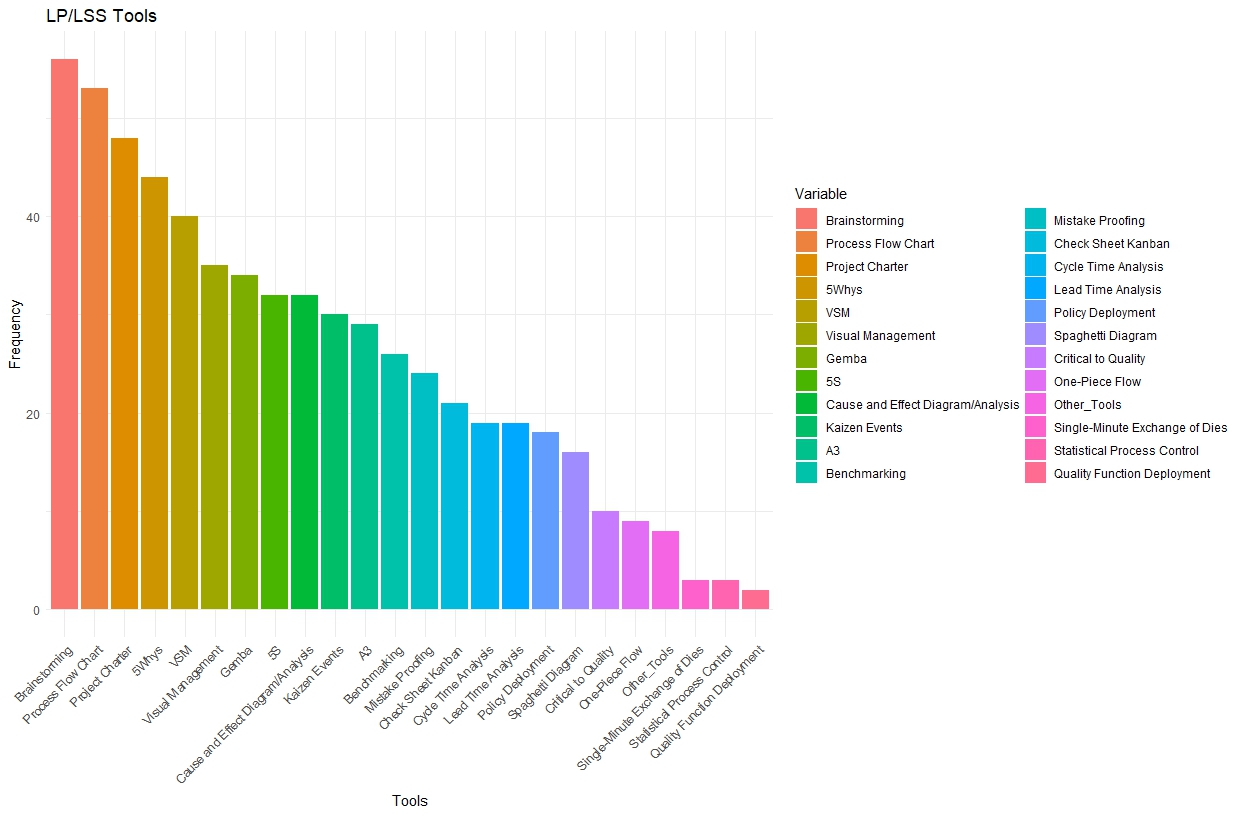 LP/LSS Tools
Frequency
40
20
0
Brainstorming
Process Flow Chart
Project Charter
5Whys
VSM
Visual Management
Gemba
5S
Cause and Effect Diagram/Analysis
Kaizen Events
A3
Benchmarking
Mistake Proofing
Check Sheet Kanban
Cycle Time Analysis
Lead Time Analysis
Policy Deployment
Spaghetti Diagram
Critical to Quality
One-Piece Flow
Other_Tools
Single-Minute Exchange of Dies
Statistical Process Control
Quality Function Deployment
Tools
Variable
Brainstorming
Process Flow Chart
Project Charter
5Whys
VSM
Visual Management
Gemba
5S
Cause and Effect Diagram/Analysis
Kaizen Events
A3
Benchmarking
Mistake Proofing
Check Sheet Kanban
Cycle Time Analysis
Lead Time Analysis
Policy Deployment
Spaghetti Diagram
Critical to Quality
One-Piece Flow
Other_Tools
Single-Minute Exchange of Dies
Statistical Process Control
Quality Function Deployment